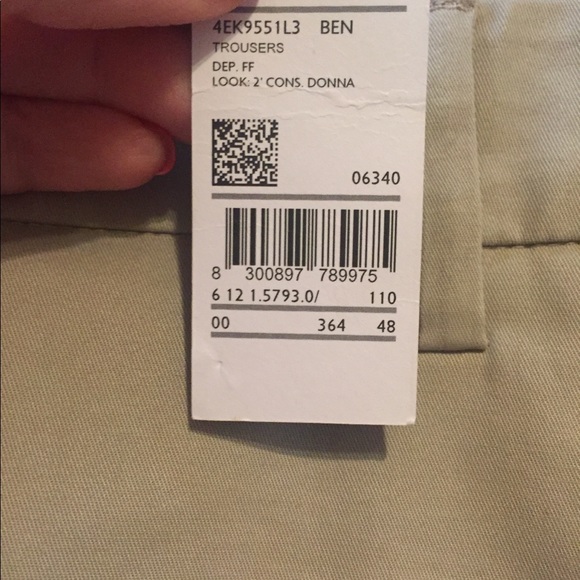 4EK9551L3 BEN
TROUSERS
DEP. FF
LOOK: 2' CONS. DONNA
06340
8 300897 789975
6 12 1.5793.0/ 110
00 364 48